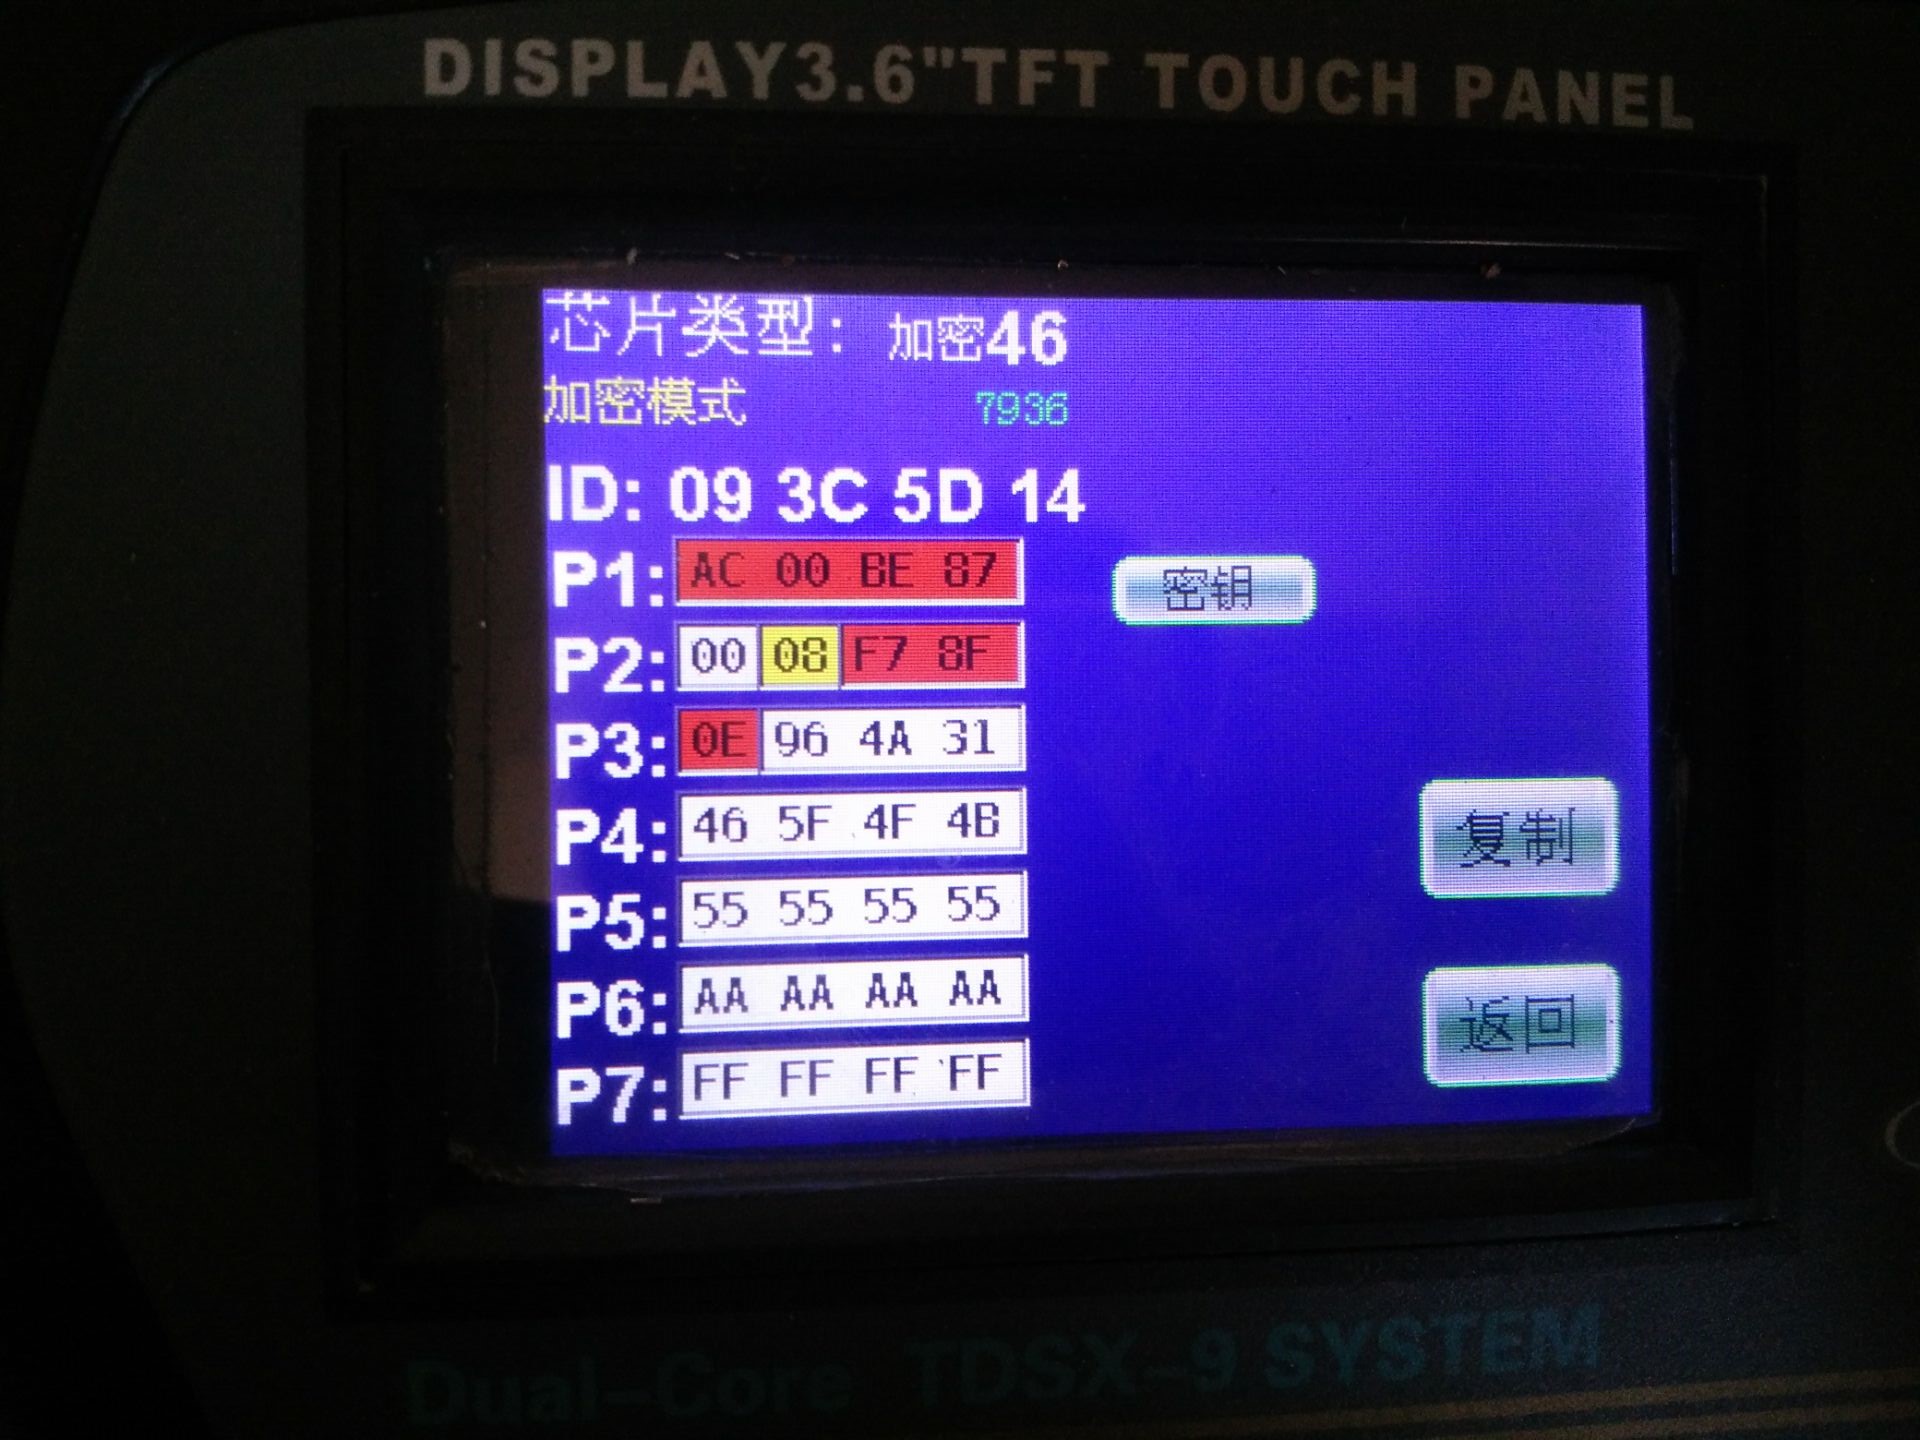 DISPLAY3.6"TFT TOUCH PANEL
芯片类型: 加密46
加密模式 7936
ID: 09 3C 5D 14
P1: AC 00 BE 87
密钥
P2: 00 08 F7 8F
P3: 0E 96 4A 31
P4: 46 5F 4F 4B
复制
P5: 55 55 55 55
P6: AA AA AA AA
返回
P7: FF FF FF FF
Dual-Core TDSX-9 SYSTEM